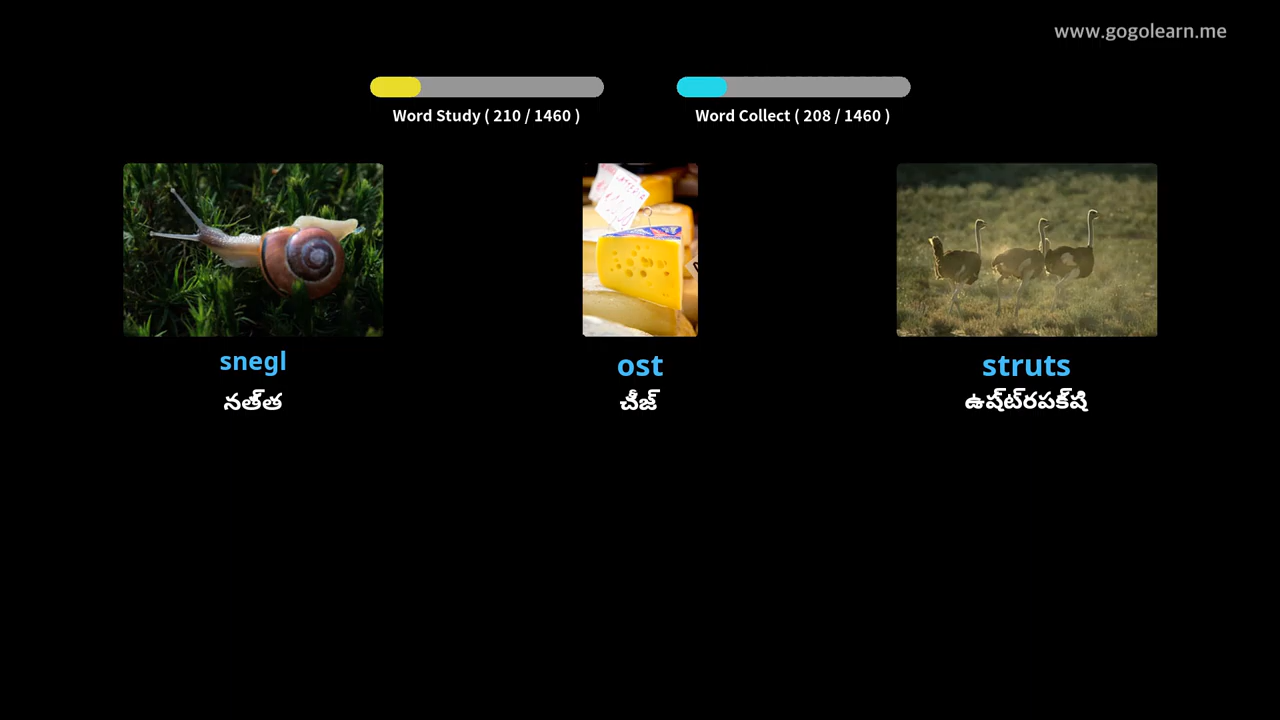 www.gogolearn.me
Word Study ( 210 / 1460 )
Word Collect ( 208 / 1460 )
snegl
ost
struts
నత్త
చీజ్
ఉష్ట్రపక్షి